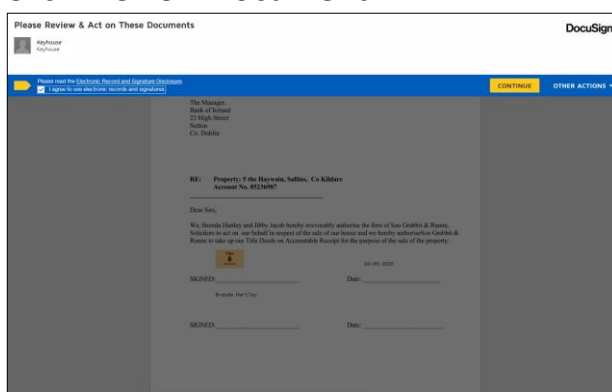 Please Review & Act on These Documents
DocuSign
Keyhouse
Keyhouse
Please read the Electronic Record and Signature Disclosure.
I agree to use electronic records and signatures.
CONTINUE
OTHER ACTIONS
The Manager,
Bank of Ireland
23 High Street
Sutton
Co. Dublin
RE: Property: 5 the Haywain, Sallins, Co Kildare
Account No. 85236987
Dear Sirs,
We, Brenda Hartley and Jibby Jacob hereby irrevocably authorise the firm of Soo Grabbit & Runne,
Solicitors to act on our behalf in respect of the sale of our house and we hereby authoriseSoo Grabbit &
Runne to take up our Title Deeds on Accountable Receipt for the purpose of the sale of the property.
SIGNED: Date:
Brenda Hartley
SIGNED: Date: